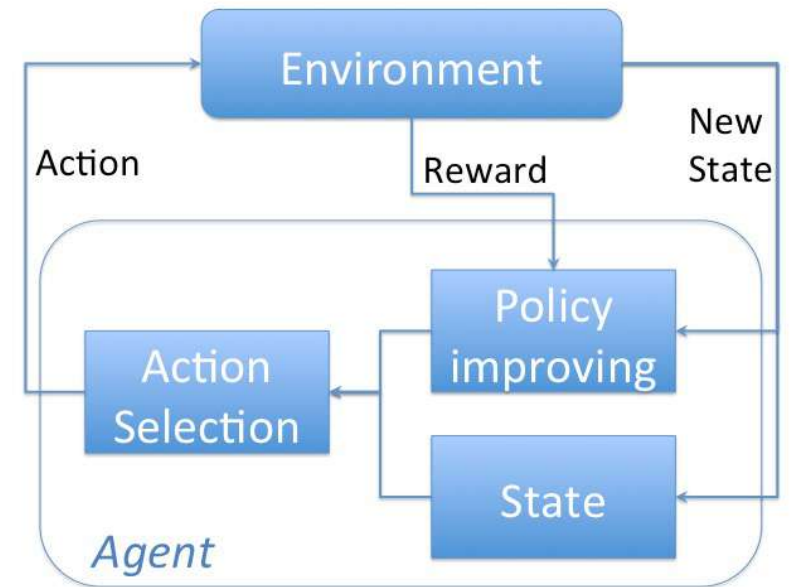 Environment
Action
Reward
New
State
Policy
improving
Action
Selection
State
Agent